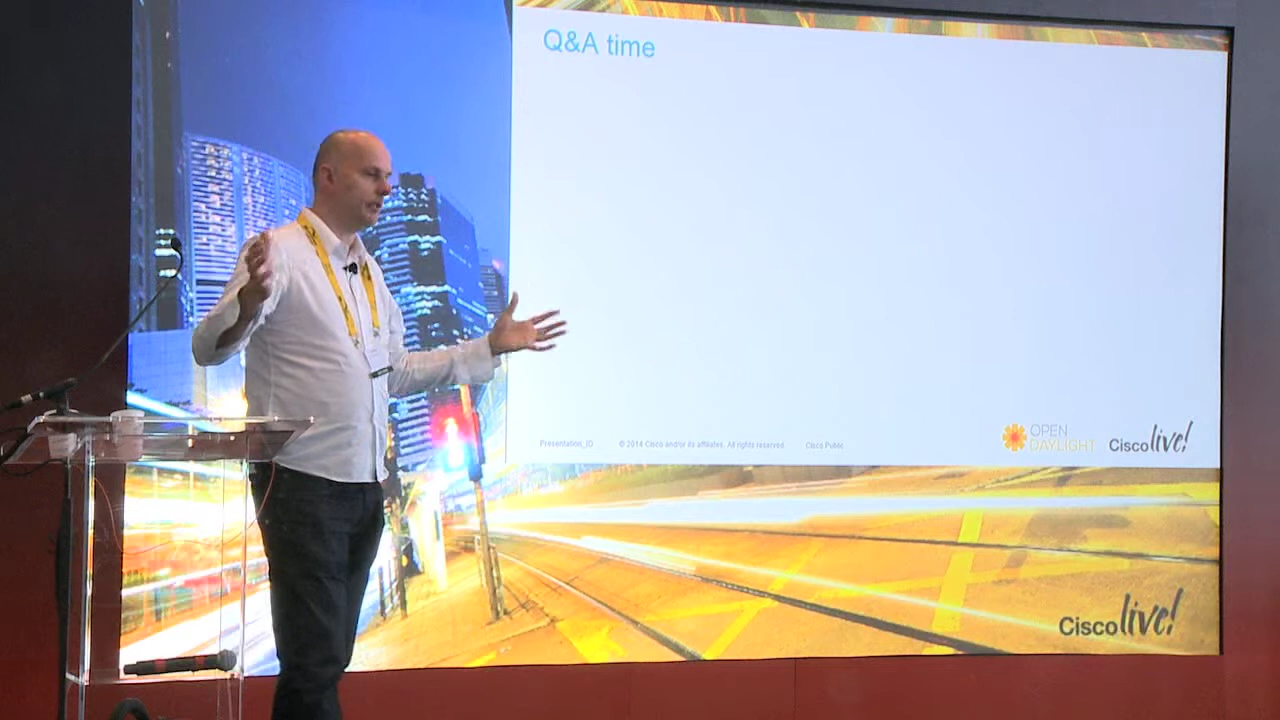 Q&A time
Presentation_ID © 2014 Cisco and/or its affiliates. All rights reserved. Cisco Public
OPEN
DAYLIGHT
Cisco live!
Cisco live!